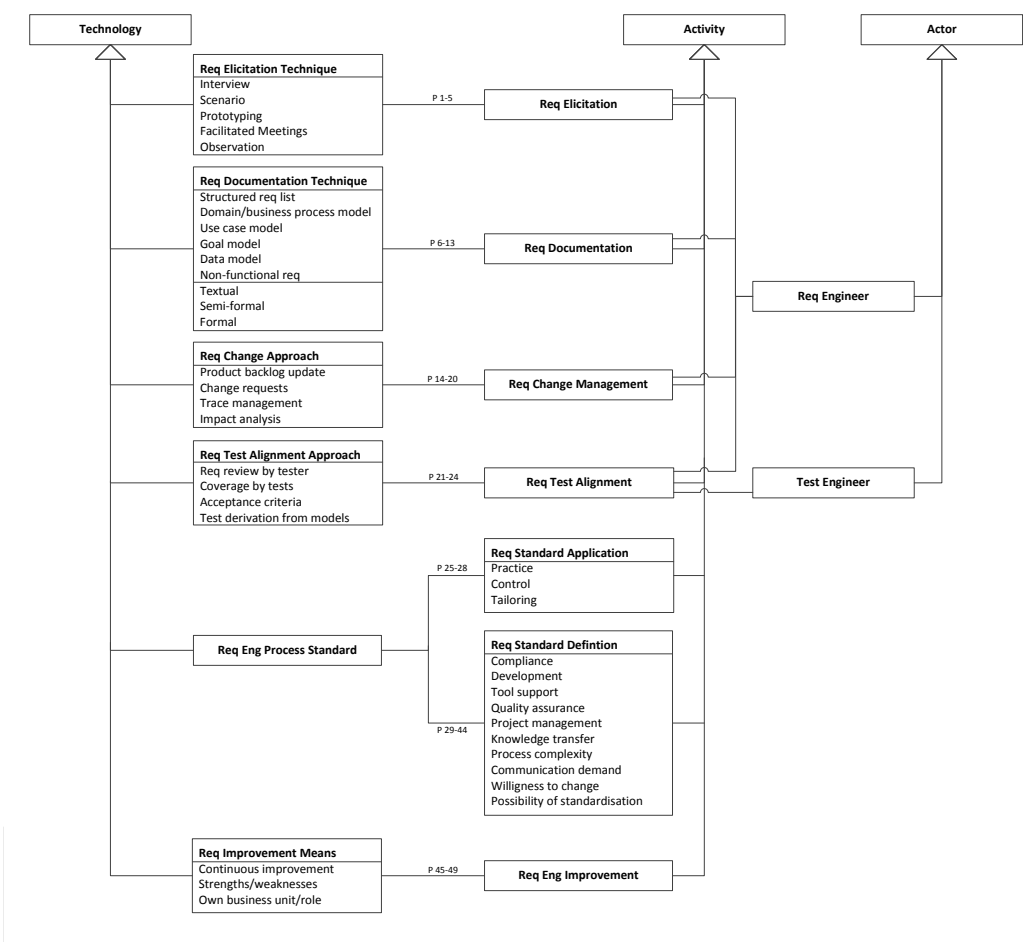 Technology
Activity
Actor
Req Elicitation Technique
Interview
Scenario
Prototyping
Facilitated Meetings
Observation
P 1-5
Req Elicitation
Req Documentation Technique
Structured req list
Domain/business process model
Use case model
Goal model
Data model
Non-functional req
Textual
Semi-formal
Formal
P 6-13
Req Documentation
Req Engineer
Req Change Approach
Product backlog update
Change requests
Trace management
Impact analysis
P 14-20
Req Change Management
Req Test Alignment Approach
Req review by tester
Coverage by tests
Acceptance criteria
Test derivation from models
P 21-24
Req Test Alignment
Test Engineer
Req Eng Process Standard
P 25-28
Req Standard Application
Practice
Control
Tailoring
P 29-44
Req Standard Defintion
Compliance
Development
Tool support
Quality assurance
Project management
Knowledge transfer
Process complexity
Communication demand
Willigness to change
Possibility of standardisation
Req Improvement Means
Continuous improvement
Strengths/weaknesses
Own business unit/role
P 45-49
Req Eng Improvement